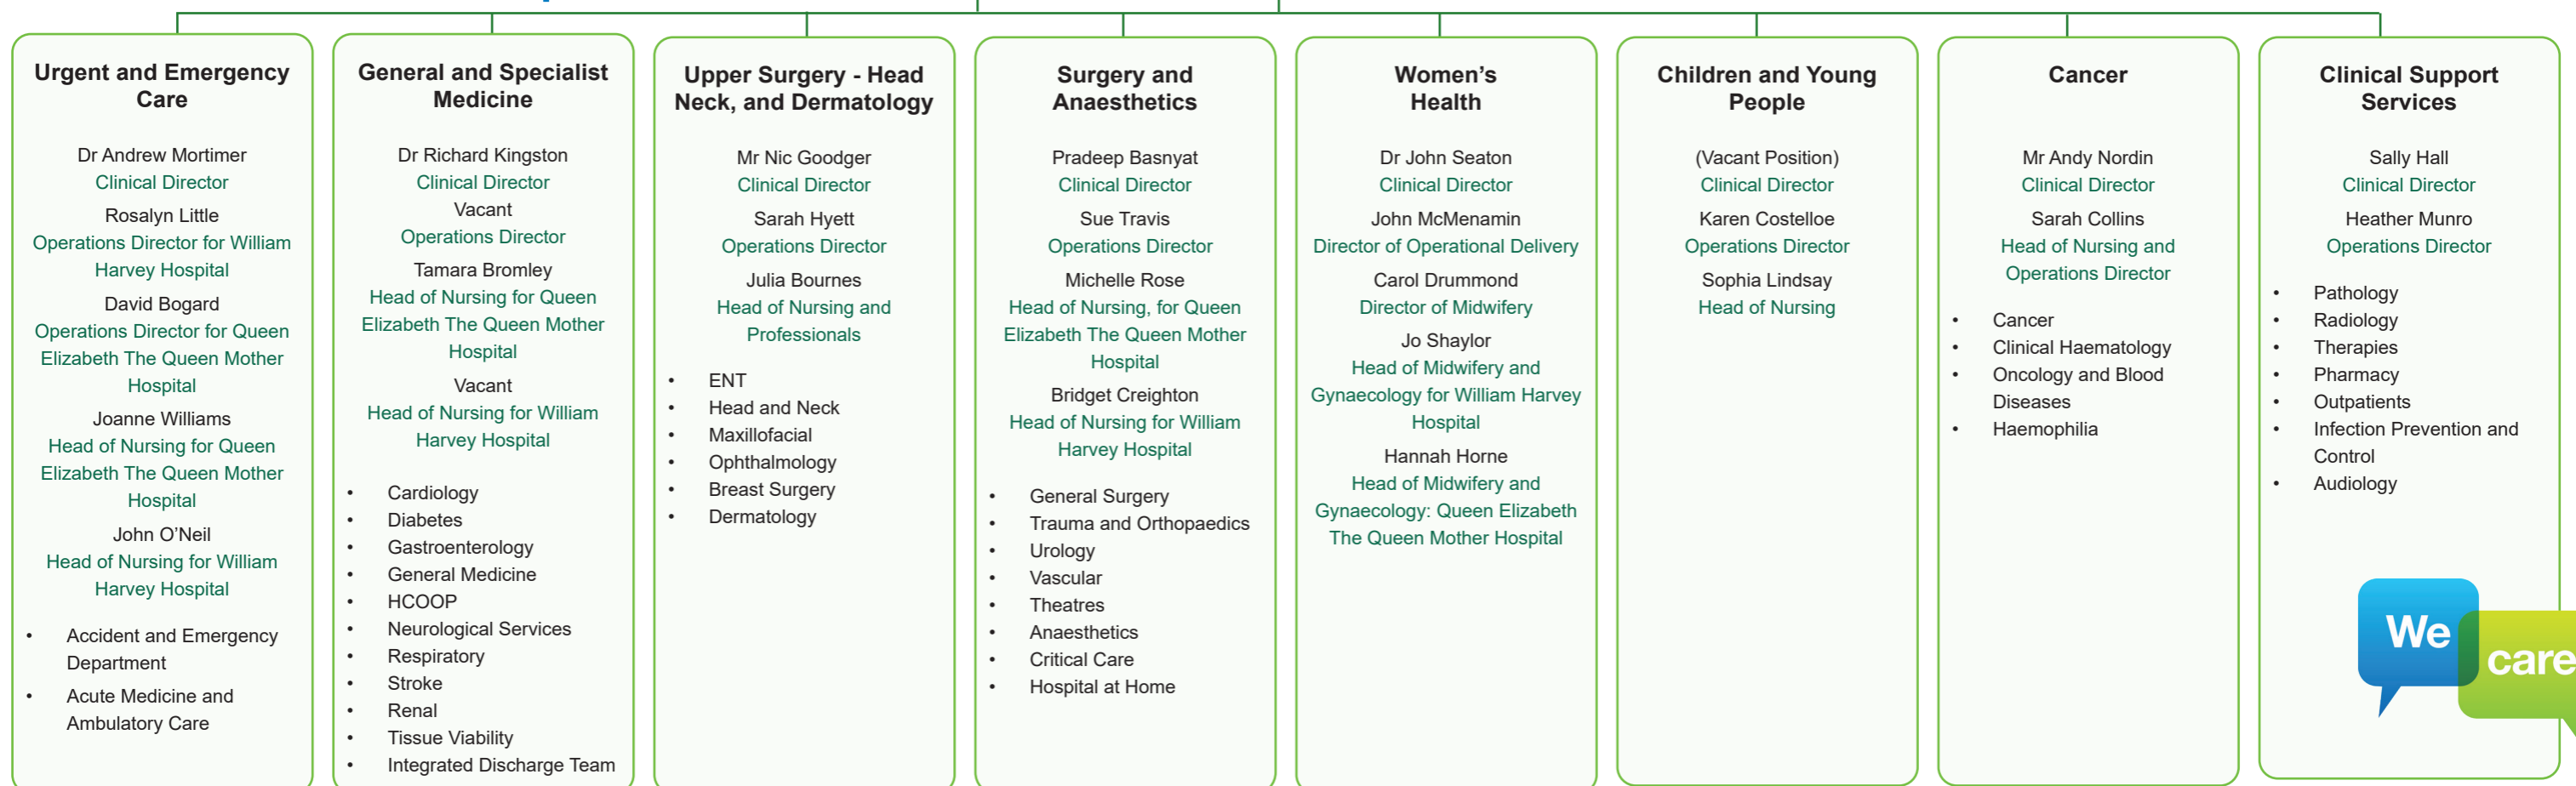 Urgent and Emergency
Care
Dr Andrew Mortimer
Clinical Director
Rosalyn Little
Operations Director for William
Harvey Hospital
David Bogard
Operations Director for Queen
Elizabeth The Queen Mother
Hospital
Joanne Williams
Head of Nursing for Queen
Elizabeth The Queen Mother
Hospital
John O’Neil
Head of Nursing for William
Harvey Hospital
• Accident and Emergency
Department
• Acute Medicine and
Ambulatory Care
General and Specialist
Medicine
Dr Richard Kingston
Clinical Director
Vacant
Operations Director
Tamara Bromley
Head of Nursing for Queen
Elizabeth The Queen Mother
Hospital
Vacant
Head of Nursing for William
Harvey Hospital
• Cardiology
• Diabetes
• Gastroenterology
• General Medicine
• HCOOP
• Neurological Services
• Respiratory
• Stroke
• Renal
• Tissue Viability
• Integrated Discharge Team
Upper Surgery - Head
Neck, and Dermatology
Mr Nic Goodger
Clinical Director
Sarah Hyett
Operations Director
Julia Bournes
Head of Nursing and
Professionals
• ENT
• Head and Neck
• Maxillofacial
• Ophthalmology
• Breast Surgery
• Dermatology
Surgery and
Anaesthetics
Pradeep Basnyat
Clinical Director
Sue Travis
Operations Director
Michelle Rose
Head of Nursing, for Queen
Elizabeth The Queen Mother
Hospital
Bridget Creighton
Head of Nursing for William
Harvey Hospital
• General Surgery
• Trauma and Orthopaedics
• Urology
• Vascular
• Theatres
• Anaesthetics
• Critical Care
• Hospital at Home
Women’s
Health
Dr John Seaton
Clinical Director
John McMenamin
Director of Operational Delivery
Carol Drummond
Director of Midwifery
Jo Shaylor
Head of Midwifery and
Gynaecology for William Harvey
Hospital
Hannah Horne
Head of Midwifery and
Gynaecology: Queen Elizabeth
The Queen Mother Hospital
Children and Young
People
(Vacant Position)
Clinical Director
Karen Costelloe
Operations Director
Sophia Lindsay
Head of Nursing
Cancer
Mr Andy Nordin
Clinical Director
Sarah Collins
Head of Nursing and
Operations Director
• Cancer
• Clinical Haematology
• Oncology and Blood
Diseases
• Haemophilia
Clinical Support
Services
Sally Hall
Clinical Director
Heather Munro
Operations Director
• Pathology
• Radiology
• Therapies
• Pharmacy
• Outpatients
• Infection Prevention and
Control
• Audiology
We
care